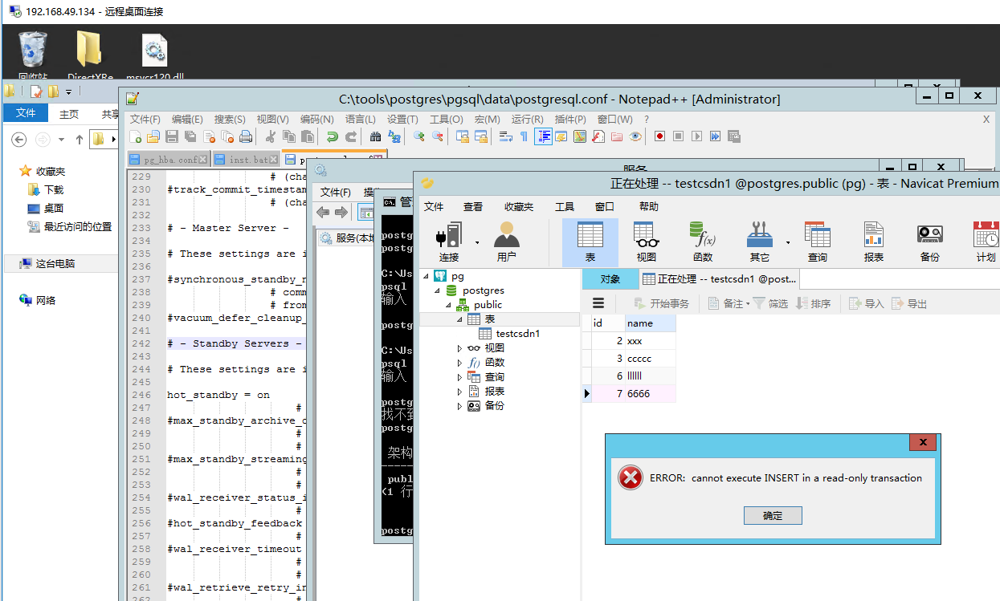 192.168.49.134 - 远程桌面连接
回收站
DirectXRe
msvcr120.dll
文件
主页
共享
收藏夹
下载
桌面
最近访问的位置
这台电脑
网络
C:\tools\postgres\pgsql\data\postgresql.conf - Notepad++ [Administrator]
文件(F) 编辑(E) 搜索(S) 视图(V) 编码(N) 语言(L) 设置(T) 工具(O) 宏(M) 运行(R) 插件(P) 窗口(W) ? X
pg_hba.conf
inst.bat
229 # (cha
230 #track_commit_timestam
231 # (cha
232
233 # - Master Server -
234
235 # These settings are i
236
237 #synchronous_standby_n
238 # comm
239 # from
240 #vacuum_defer_cleanup_
241
242 # - Standby Servers -
243
244 # These settings are i
245
246 hot_standby = on
247 #
248 #max_standby_archive_d
249 #
250 #
251 #max_standby_streaming
252 #
253 #
254 #wal_receiver_status_i
255 #
256 #hot_standby_feedback
257 #
258 #wal_receiver_timeout
259 #
260 #
261 #wal_retrieve_retry_in
262 #
服务
文件(F)
服务(本地
postg
postg
C:\Us
psql
输入
postg
C:\Us
psql
输入
postg
找不到
postg
架构
publ
(1 行
postg
正在处理 -- testcsdn1 @postgres.public (pg) - 表 - Navicat Premium
文件 查看 收藏夹 工具 窗口 帮助
连接 用户 表 视图 函数 其它 查询 报表 备份 计划
pg
postgres
public
表
testcsdn1
视图
函数
查询
报表
备份
对象
正在处理 -- testcsdn1 @post...
开始事务 备注 筛选 排序 导入 导出
id name
2 xxx
3 ccccc
6 llllll
7 6666
ERROR: cannot execute INSERT in a read-only transaction
确定